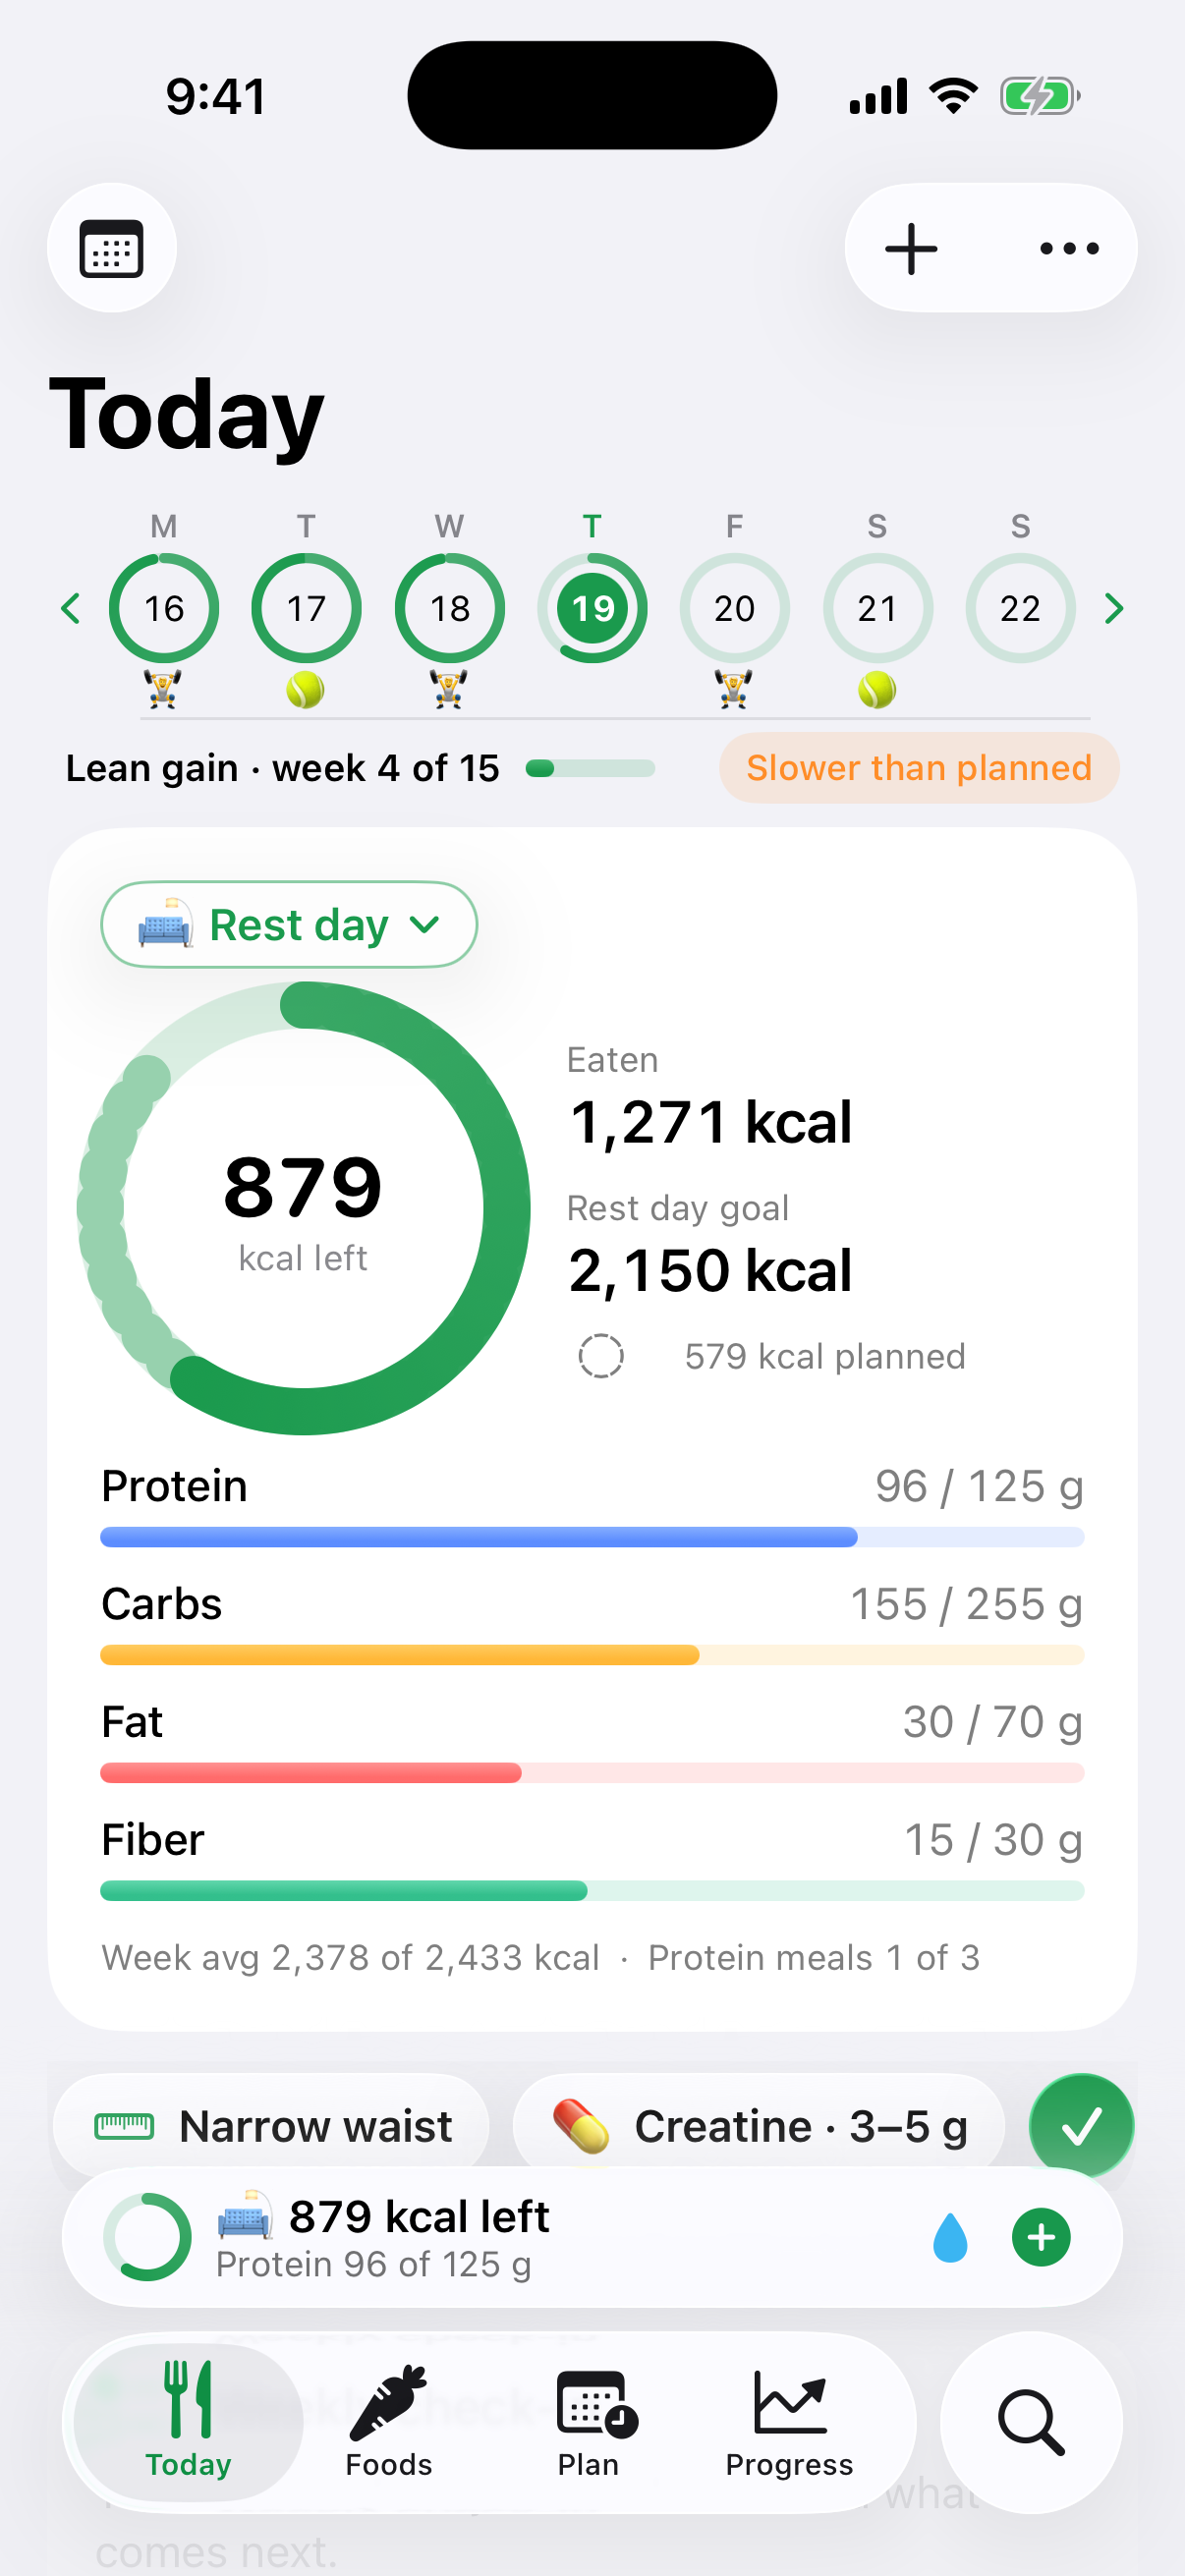 9:41
Today
M T W T F S S
16 17 18 19 20 21 22
Lean gain · week 4 of 15
Slower than planned
Rest day
879
kcal left
Eaten
1,271 kcal
Rest day goal
2,150 kcal
579 kcal planned
Protein 96 / 125 g
Carbs 155 / 255 g
Fat 30 / 70 g
Fiber 15 / 30 g
Week avg 2,378 of 2,433 kcal · Protein meals 1 of 3
Narrow waist
Creatine · 3–5 g
879 kcal left
Protein 96 of 125 g
Today Foods Plan Progress
what
comes next.